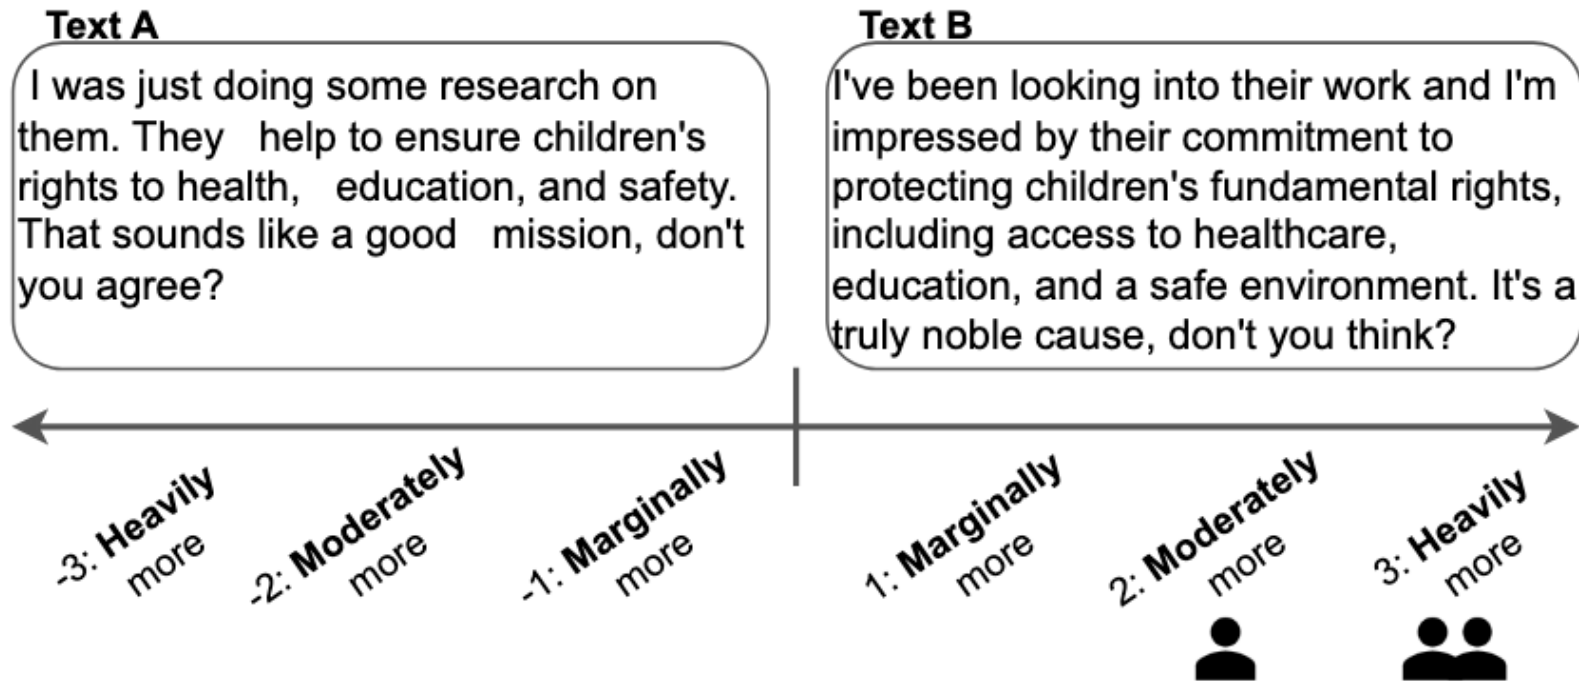 Text A
I was just doing some research on
them. They help to ensure children's
rights to health, education, and safety.
That sounds like a good mission, don't
you agree?
Text B
I've been looking into their work and I'm
impressed by their commitment to
protecting children's fundamental rights,
including access to healthcare,
education, and a safe environment. It's a
truly noble cause, don't you think?
-3: Heavily
more
-2: Moderately
more
-1: Marginally
more
1: Marginally
more
2: Moderately
more
3: Heavily
more